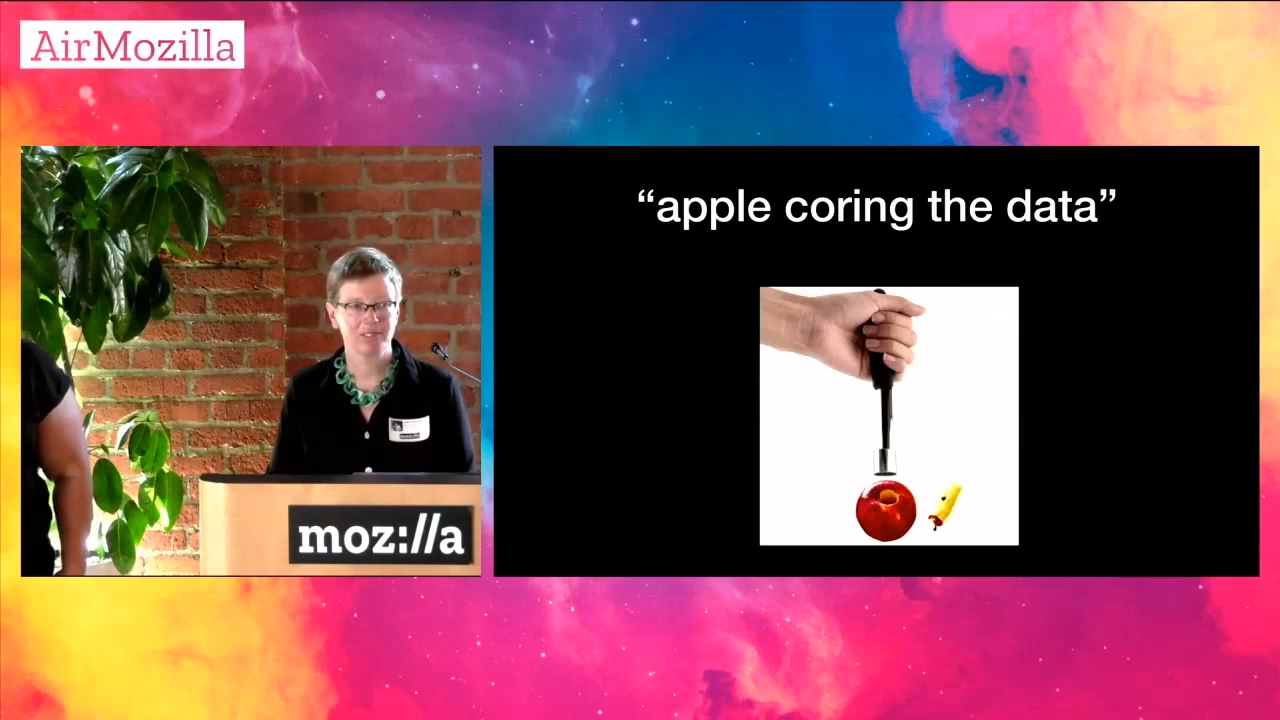 AirMozilla
“apple coring the data”
moz://a